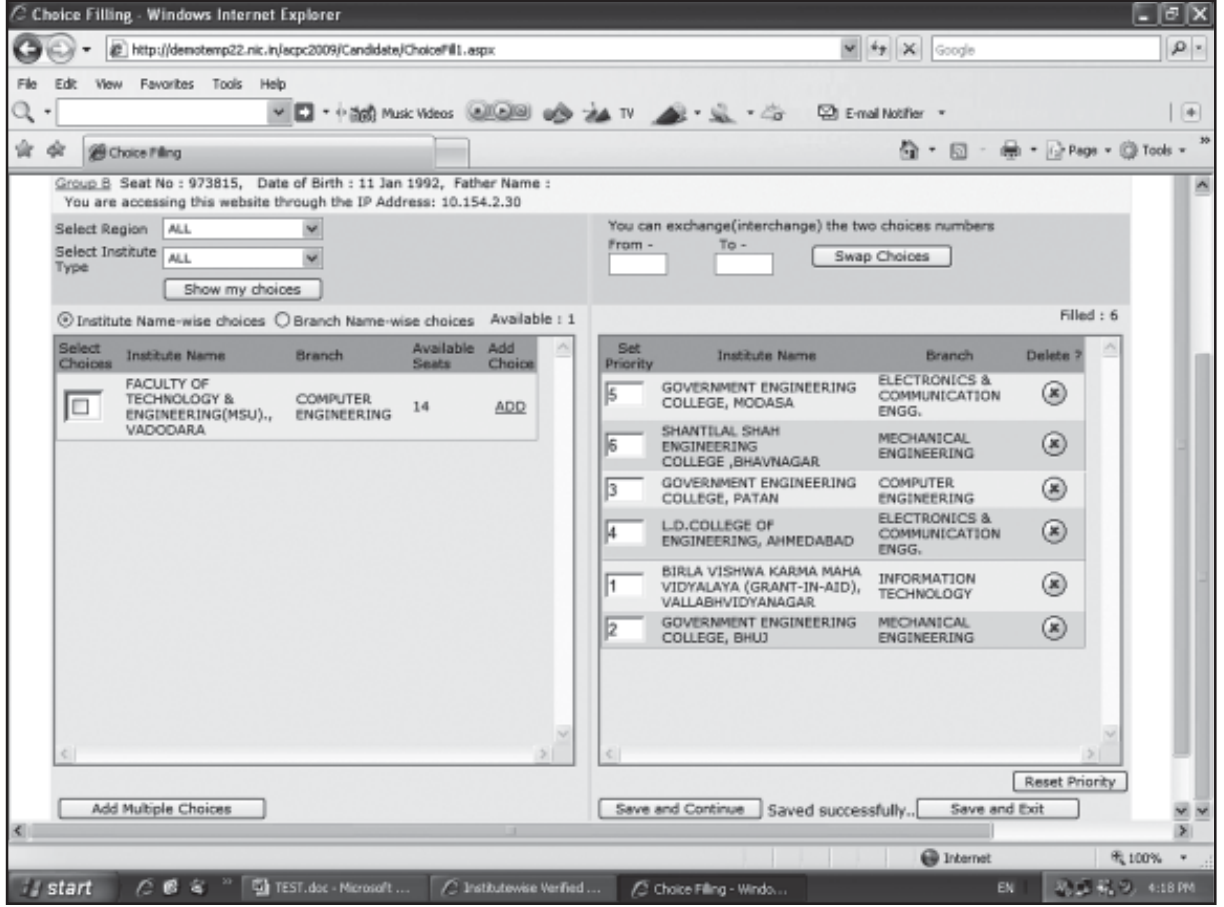 Choice Filling - Windows Internet Explorer
http://demotemp22.nic.in/acpc2009/Candidate/ChoiceFill1.aspx
Google
File Edit View Favorites Tools Help
Music Videos TV E-mail Notifier
Choice Filling
Page Tools
Group B Seat No : 973815, Date of Birth : 11 Jan 1992, Father Name :
You are accessing this website through the IP Address: 10.154.2.30
Select Region ALL
Select Institute Type ALL
Show my choices
You can exchange(interchange) the two choices numbers
From - To -
Swap Choices
Institute Name-wise choices Branch Name-wise choices Available : 1
Select Choices Institute Name Branch Available Seats Add Choice
FACULTY OF
TECHNOLOGY &
ENGINEERING(MSU).,
VADODARA
COMPUTER
ENGINEERING
14
ADD
Filled : 6
Set Priority Institute Name Branch Delete ?
5
GOVERNMENT ENGINEERING
COLLEGE, MODASA
ELECTRONICS &
COMMUNICATION
ENGG.
6
SHANTILAL SHAH
ENGINEERING
COLLEGE ,BHAVNAGAR
MECHANICAL
ENGINEERING
3
GOVERNMENT ENGINEERING
COLLEGE, PATAN
COMPUTER
ENGINEERING
4
L.D.COLLEGE OF
ENGINEERING, AHMEDABAD
ELECTRONICS &
COMMUNICATION
ENGG.
1
BIRLA VISHWA KARMA MAHA
VIDYALAYA (GRANT-IN-AID),
VALLABHVIDYANAGAR
INFORMATION
TECHNOLOGY
2
GOVERNMENT ENGINEERING
COLLEGE, BHUJ
MECHANICAL
ENGINEERING
Reset Priority
Add Multiple Choices
Save and Continue Saved successfully.. Save and Exit
Internet 100%
start TEST.doc - Microsoft ... Institutewise Verified ... Choice Filling - Windo... EN 4:18 PM